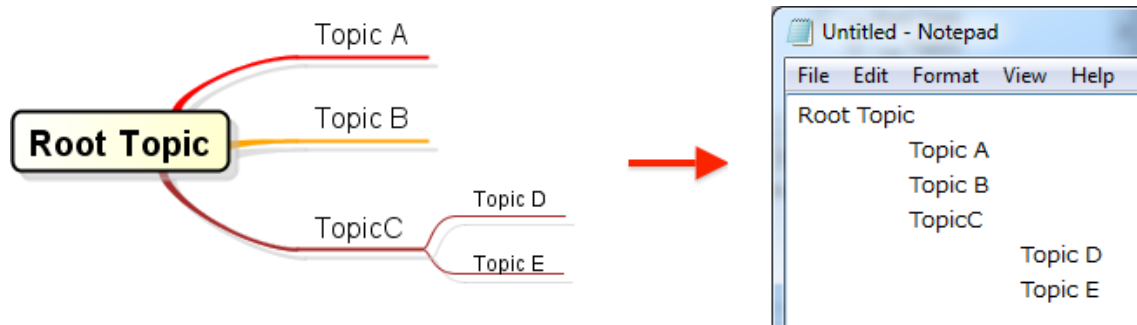 Root Topic
Topic A
Topic B
TopicC
Topic D
Topic E
Untitled - Notepad
File Edit Format View Help
Root Topic
Topic A
Topic B
TopicC
Topic D
Topic E